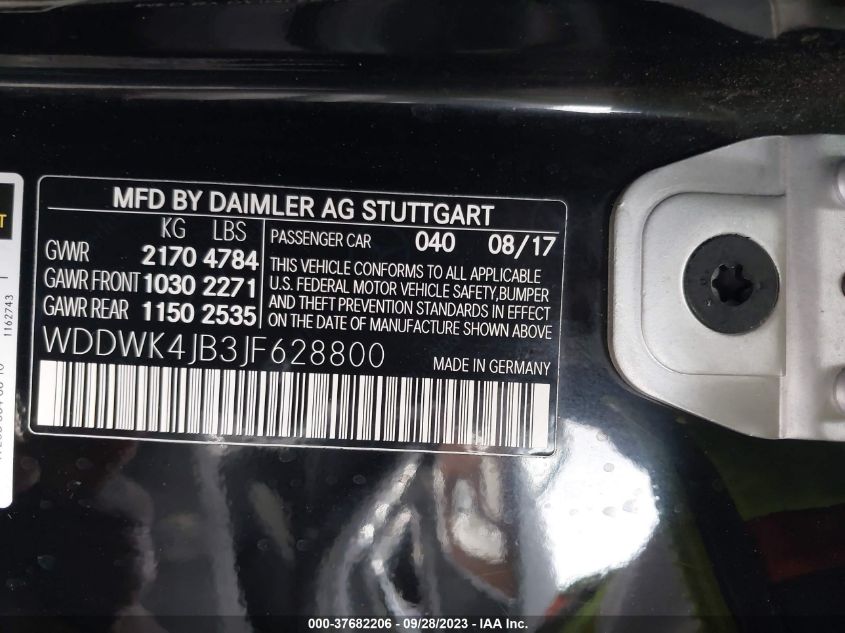 MFD BY DAIMLER AG STUTTGART
KG LBS
GVWR 2170 4784
GAWR FRONT 1030 2271
GAWR REAR 1150 2535
PASSENGER CAR 040 08/17
THIS VEHICLE CONFORMS TO ALL APPLICABLE
U.S. FEDERAL MOTOR VEHICLE SAFETY,BUMPER
AND THEFT PREVENTION STANDARDS IN EFFECT
ON THE DATE OF MANUFACTURE SHOWN ABOVE
WDDWK4JB3JF628800
MADE IN GERMANY
1162743
000-37682206 - 09/28/2023 - IAA Inc.